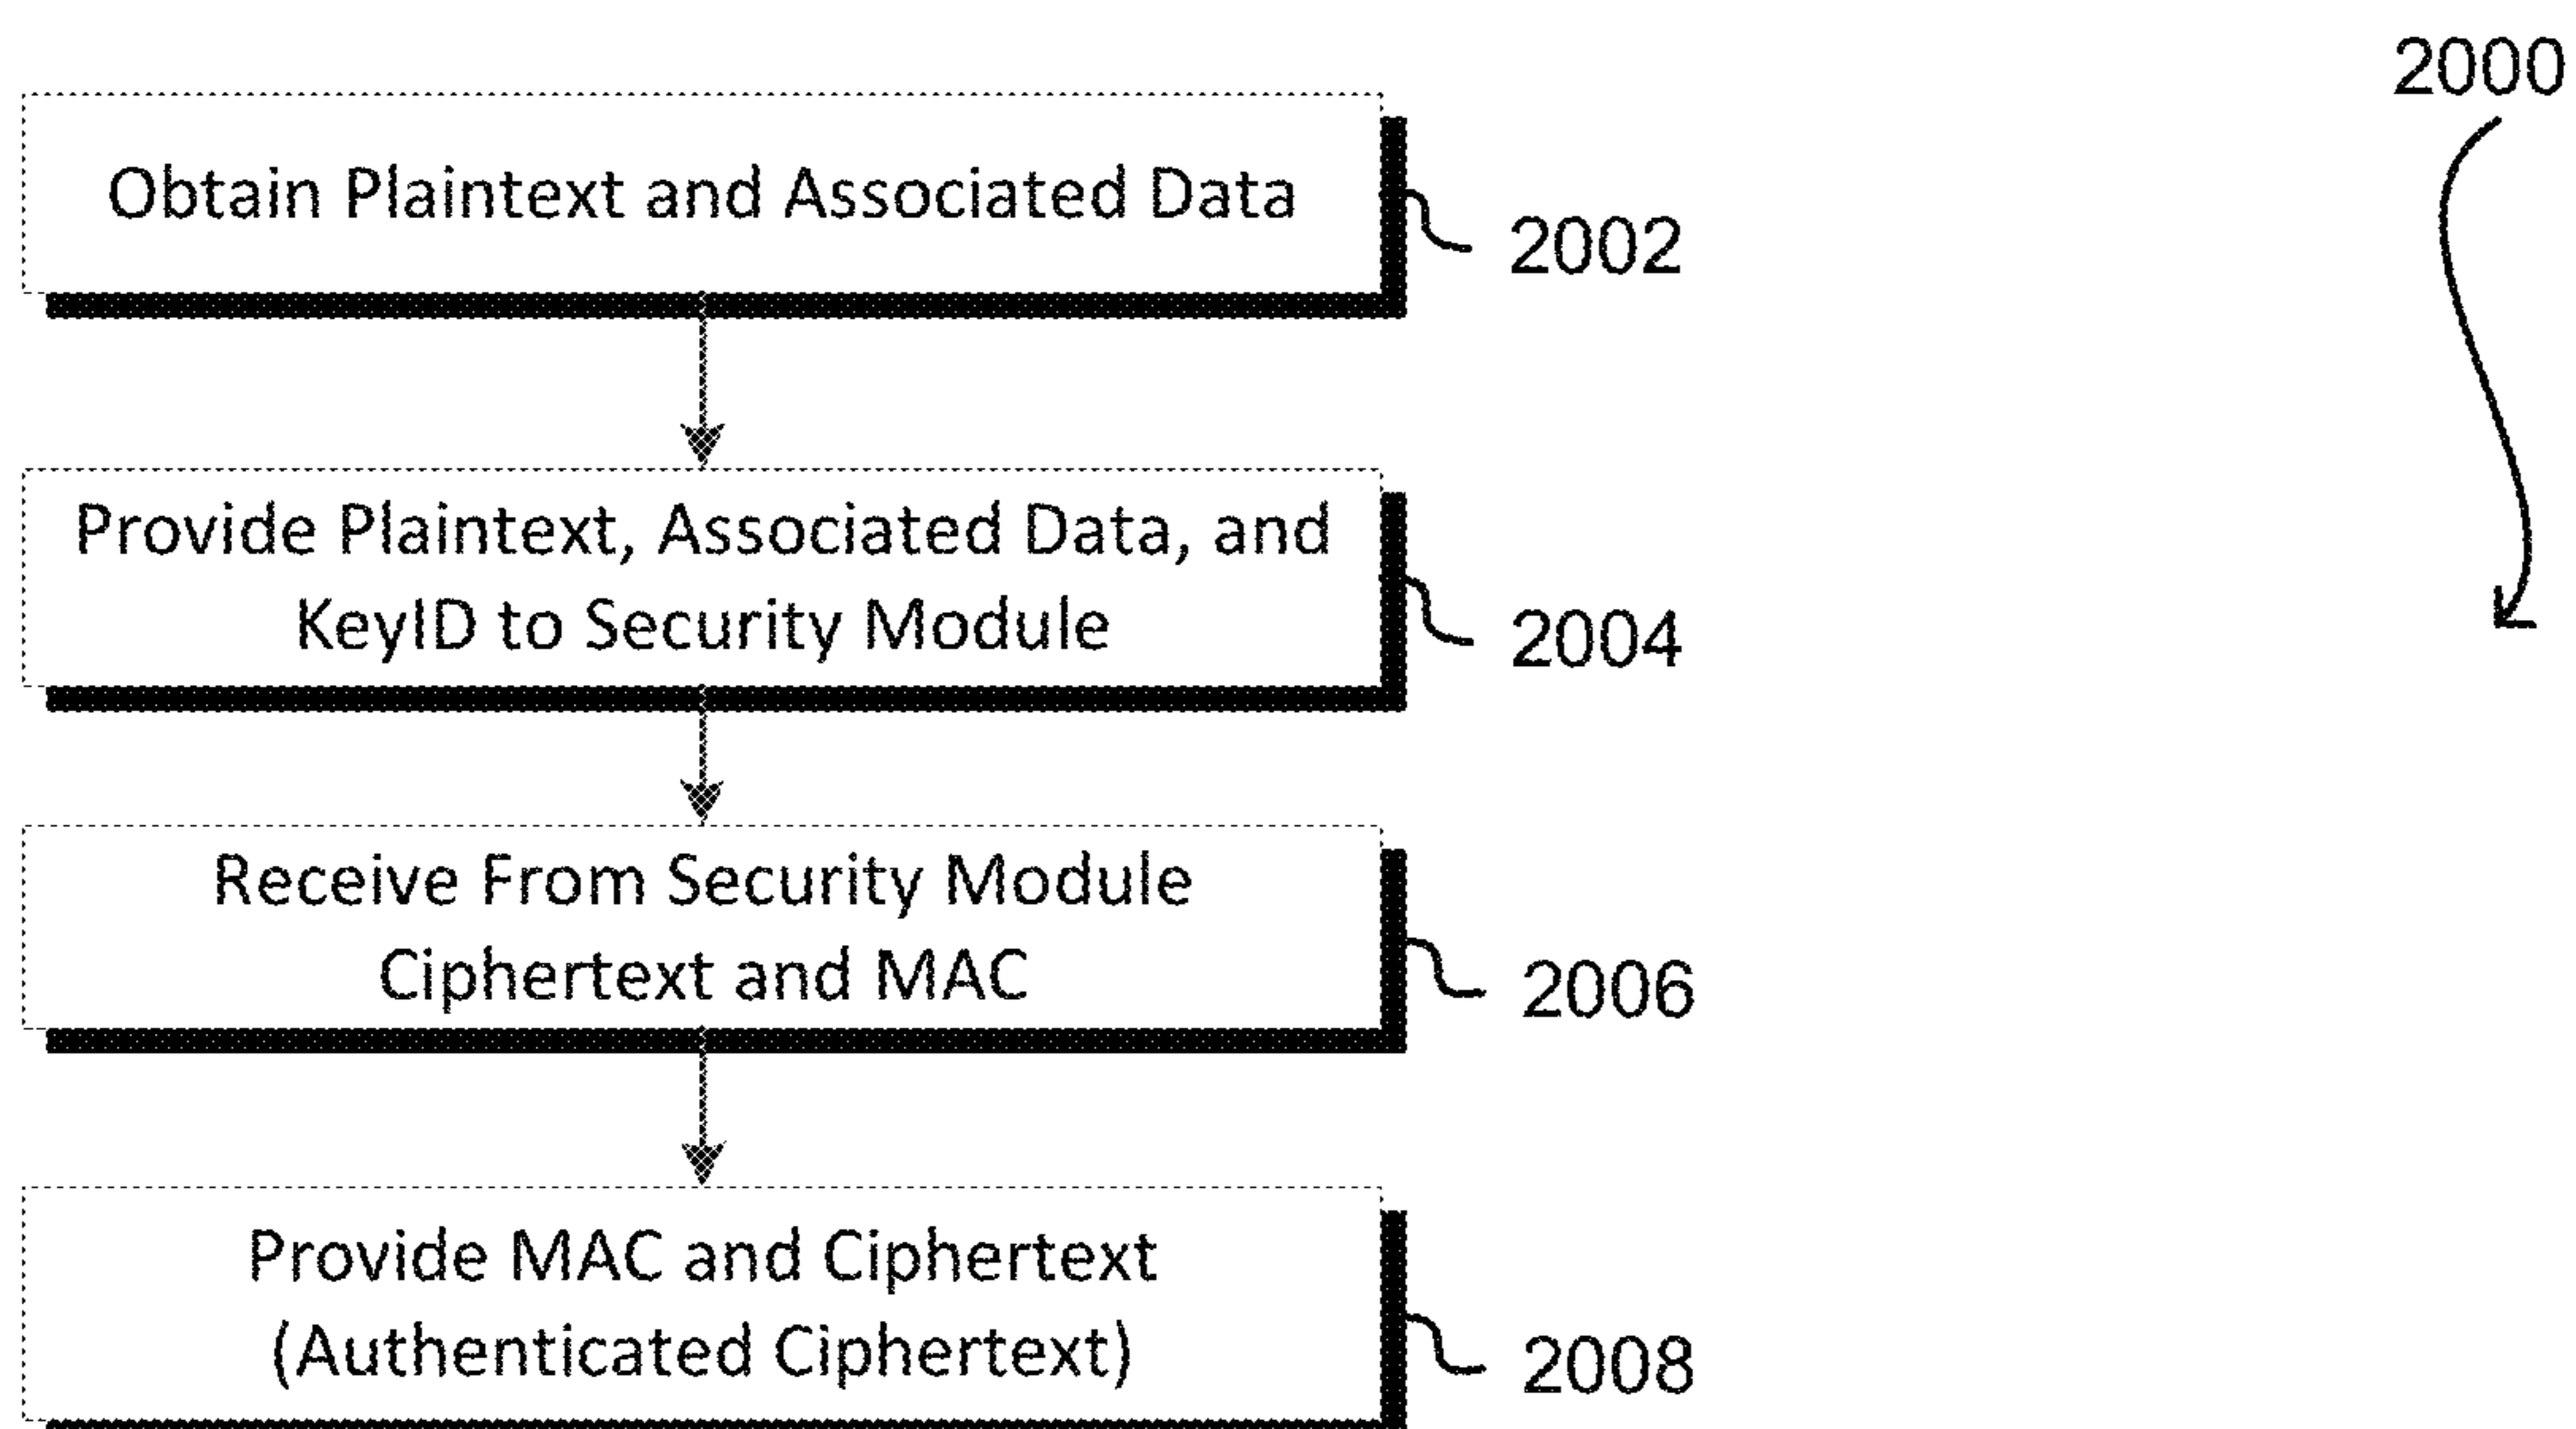 2000
Obtain Plaintext and Associated Data
2002
Provide Plaintext, Associated Data, and
KeyID to Security Module
2004
Receive From Security Module
Ciphertext and MAC
2006
Provide MAC and Ciphertext
(Authenticated Ciphertext)
2008